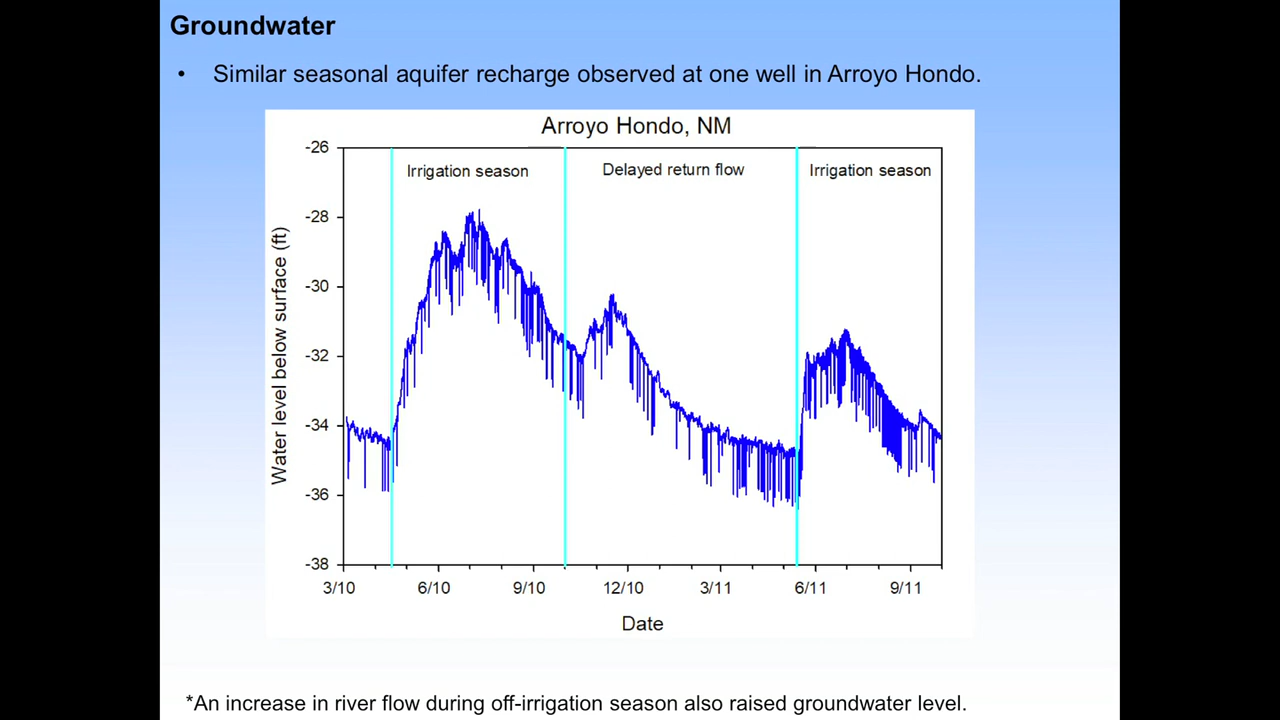 Groundwater
• Similar seasonal aquifer recharge observed at one well in Arroyo Hondo.
Arroyo Hondo, NM
Irrigation season
Delayed return flow
Irrigation season
Water level below surface (ft)
-26
-28
-30
-32
-34
-36
-38
3/10
6/10
9/10
12/10
3/11
6/11
9/11
Date
*An increase in river flow during off-irrigation season also raised groundwater level.